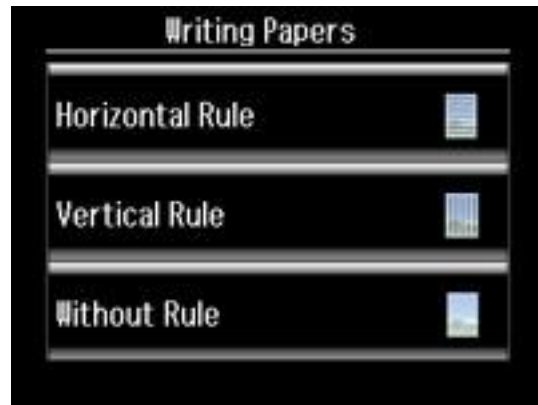 Writing Papers
Horizontal Rule
Vertical Rule
Without Rule